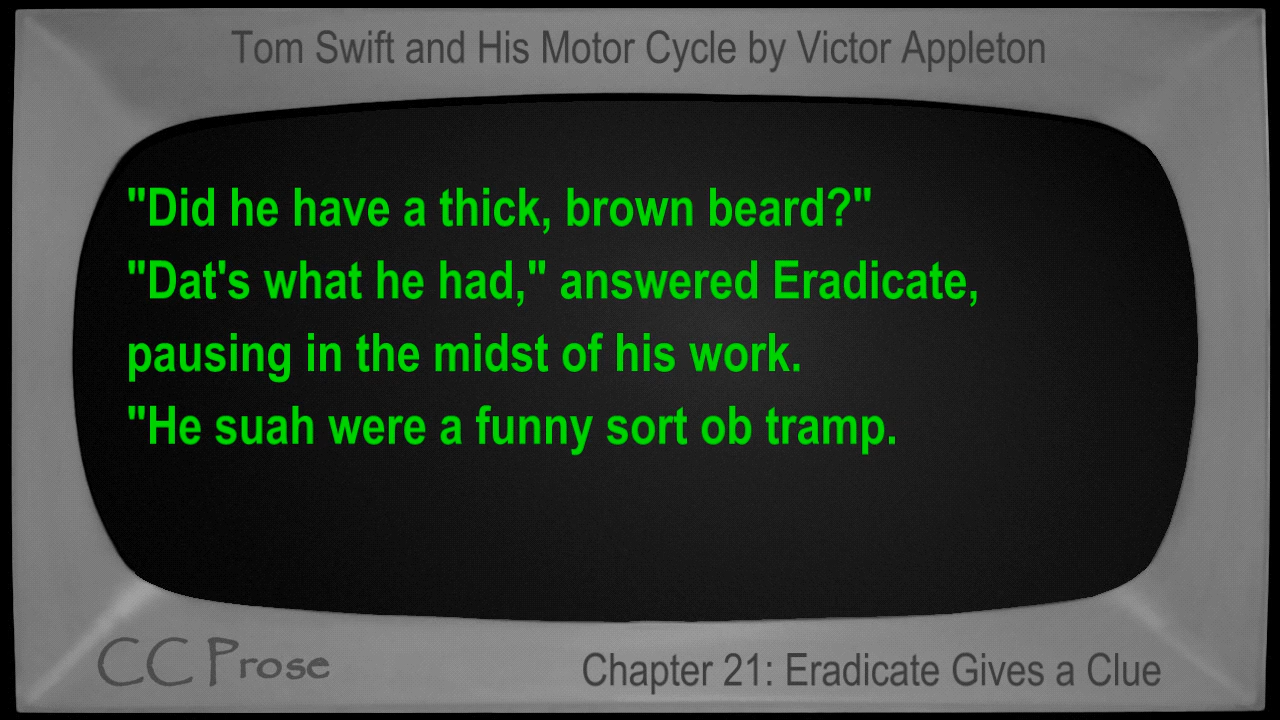 Tom Swift and His Motor Cycle by Victor Appleton
"Did he have a thick, brown beard?"
"Dat's what he had," answered Eradicate,
pausing in the midst of his work.
"He suah were a funny sort ob tramp.
CC Prose
Chapter 21: Eradicate Gives a Clue